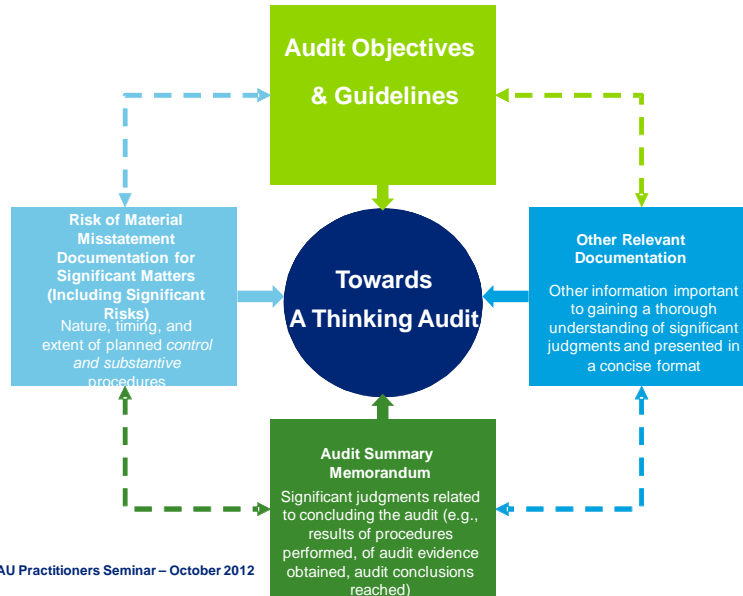 Audit Objectives
& Guidelines
Risk of Material
Misstatement
Documentation for
Significant Matters
(Including Significant
Risks)
Nature, timing, and
extent of planned control
and substantive
procedures
Towards
A Thinking Audit
Other Relevant
Documentation
Other information important
to gaining a thorough
understanding of significant
judgments and presented in
a concise format
Audit Summary
Memorandum
Significant judgments related
to concluding the audit (e.g.,
results of procedures
performed, of audit evidence
obtained, audit conclusions
reached)
AU Practitioners Seminar – October 2012